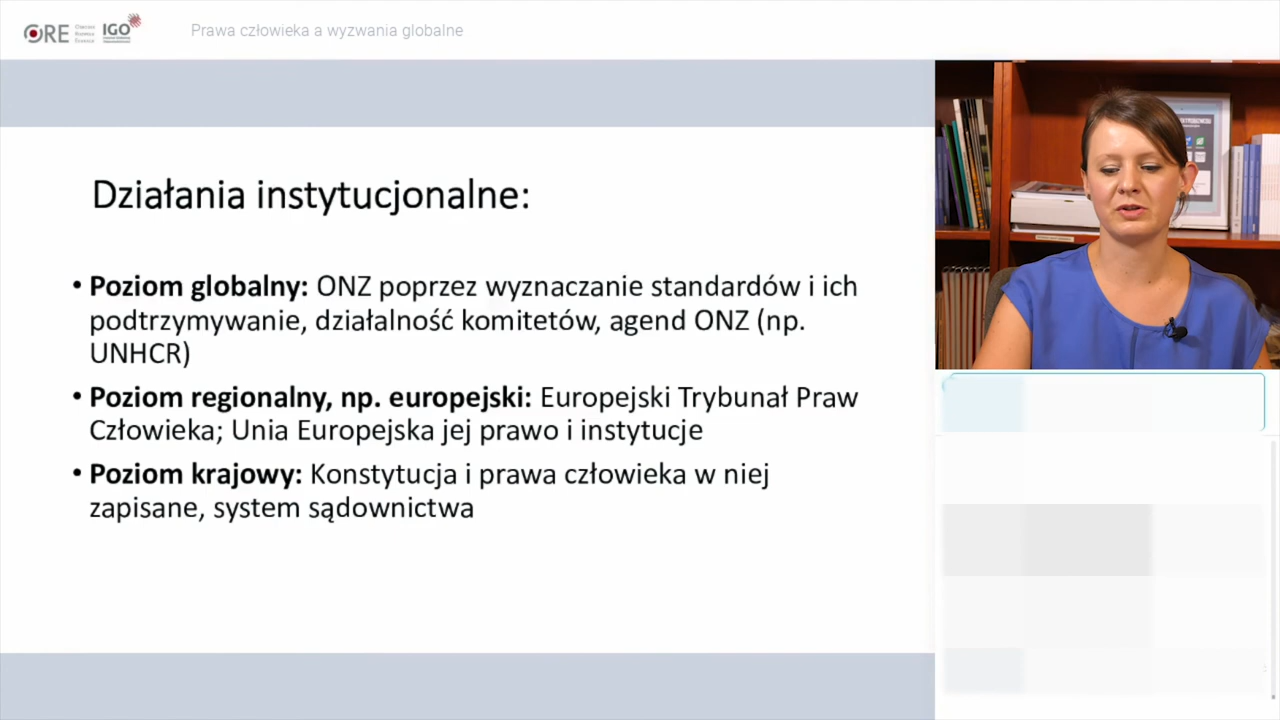 ORE
IGO
Prawa człowieka a wyzwania globalne
Działania instytucjonalne:
• Poziom globalny: ONZ poprzez wyznaczanie standardów i ich
podtrzymywanie, działalność komitetów, agend ONZ (np.
UNHCR)
• Poziom regionalny, np. europejski: Europejski Trybunał Praw
Człowieka; Unia Europejska jej prawo i instytucje
• Poziom krajowy: Konstytucja i prawa człowieka w niej
zapisane, system sądownictwa